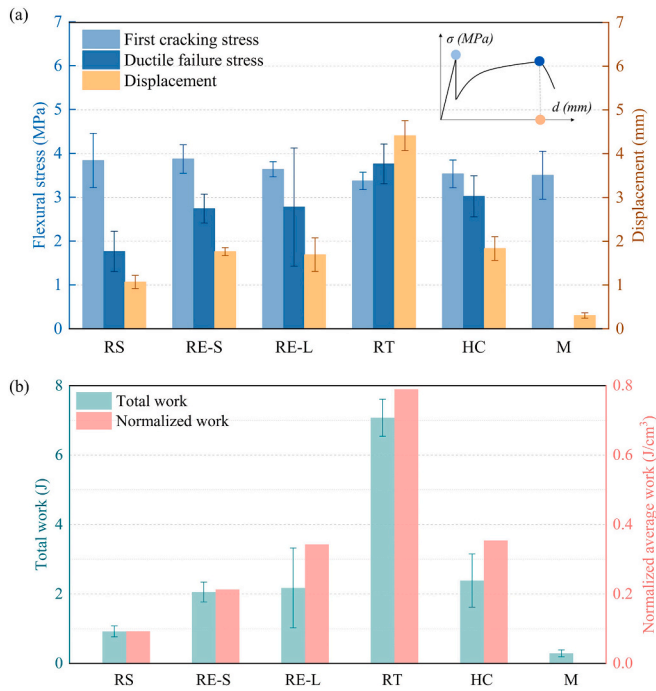 (a)
First cracking stress
Ductile failure stress
Displacement
σ (MPa)
d (mm)
Flexural stress (MPa)
Displacement (mm)
7
6
5
4
3
2
1
0
7
6
5
4
3
2
1
0
RS RE-S RE-L RT HC M
(b)
Total work
Normalized work
Total work (J)
Normalized average work (J/cm³)
8
6
4
2
0
0.8
0.6
0.4
0.2
0
RS RE-S RE-L RT HC M